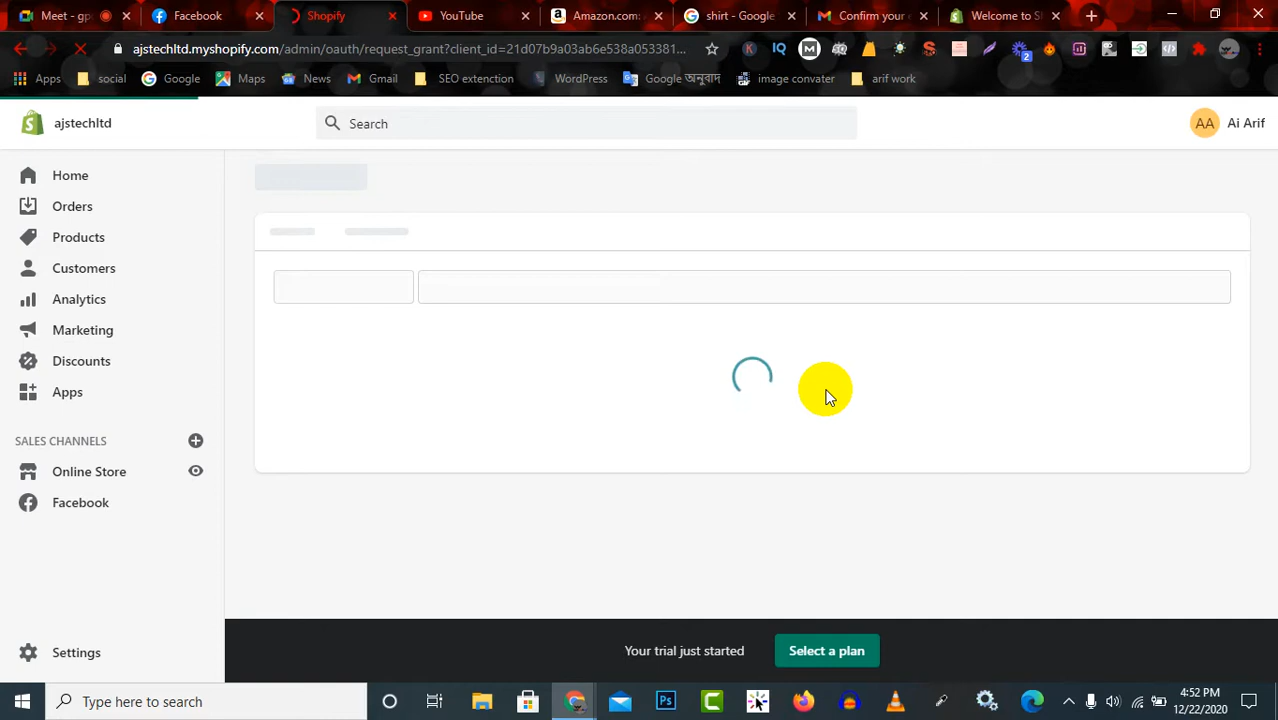 Meet - gp
Facebook
Shopify
YouTube
Amazon.com:
shirt - Google
Confirm your
Welcome to S
ajstechltd.myshopify.com/admin/oauth/request_grant?client_id=21d07b9a03ab6e538a053381...
Apps
social
Google
Maps
News
Gmail
SEO extenction
WordPress
Google অনুবাদ
image convater
arif work
ajstechltd
Search
AA
Ai Arif
Home
Orders
Products
Customers
Analytics
Marketing
Discounts
Apps
SALES CHANNELS
Online Store
Facebook
Settings
Your trial just started
Select a plan
Type here to search
4:52 PM
12/22/2020